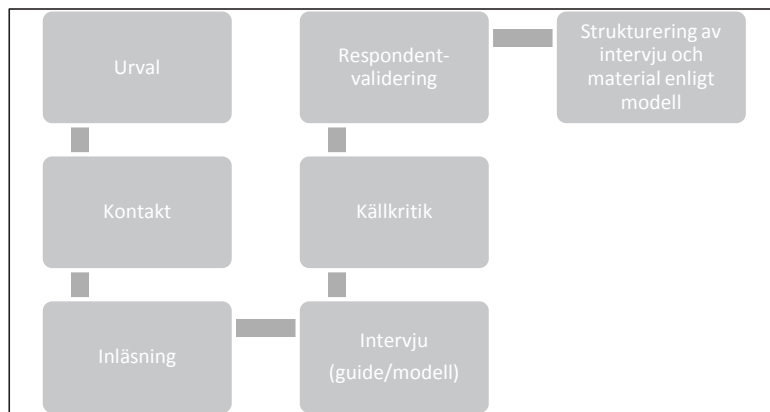 Urval
Kontakt
Inläsning
Intervju
(guide/modell)
Källkritik
Respondent-
validering
Strukturering av
intervju och
material enligt
modell